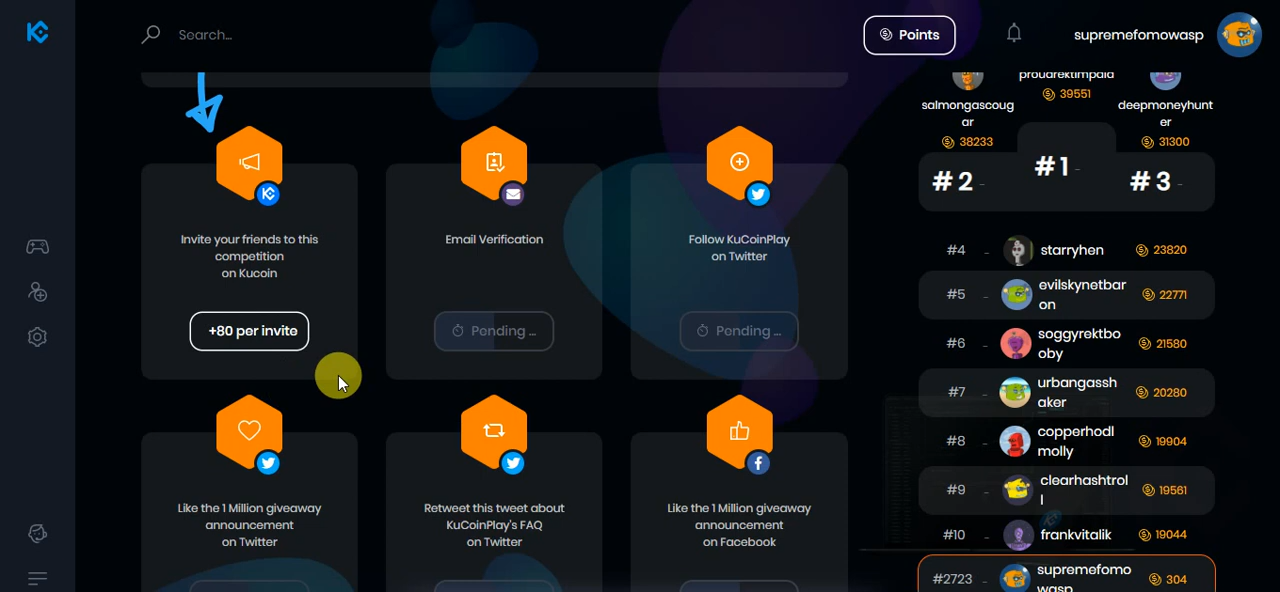 Search...
Points
supremefomowasp
Invite your friends to this
competition
on Kucoin
+80 per invite
Email Verification
Pending ...
Follow KuCoinPlay
on Twitter
Pending ...
Like the 1 Million giveaway
announcement
on Twitter
Retweet this tweet about
KuCoinPlay's FAQ
on Twitter
Like the 1 Million giveaway
announcement
on Facebook
salmongascoug
ar
38233
#2 -
proudrektimpala
39551
#1 -
deepmoneyhunt
er
31300
#3 -
#4 - starryhen 23820
#5 - evilskynetbar
on 22771
#6 - soggyrektbo
oby 21580
#7 - urbangassh
aker 20280
#8 - copperhodl
molly 19904
#9 - clearhashtrol
l 19561
#10 - frankvitalik 19044
#2723 - supremefomo
wasp 304